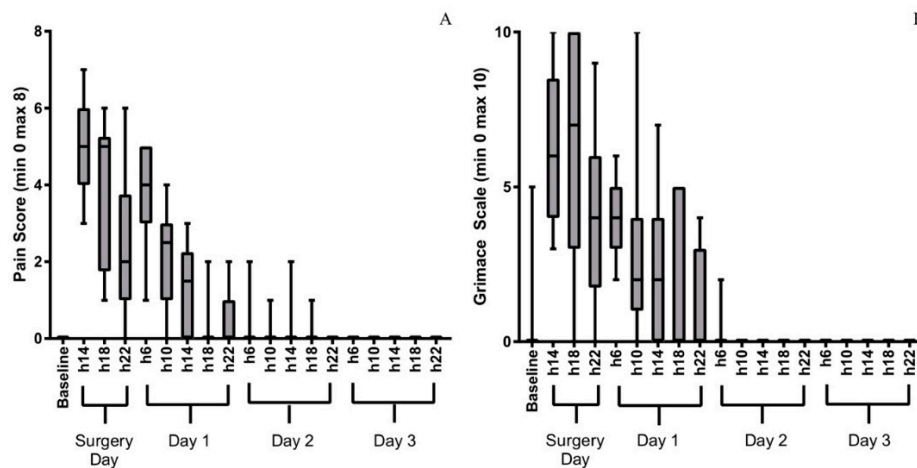 A
Pain Score (min 0 max 8)
8
6
4
2
0
Baseline
h14
h18
h22
h6
h10
h14
h18
h22
h6
h10
h14
h18
h22
h6
h10
h14
h18
h22
Surgery
Day
Day 1
Day 2
Day 3
Grimace Scale (min 0 max 10)
10
5
0
Baseline
h14
h18
h22
h6
h10
h14
h18
h22
h6
h10
h14
h18
h22
h6
h10
h14
h18
h22
Surgery
Day
Day 1
Day 2
Day 3